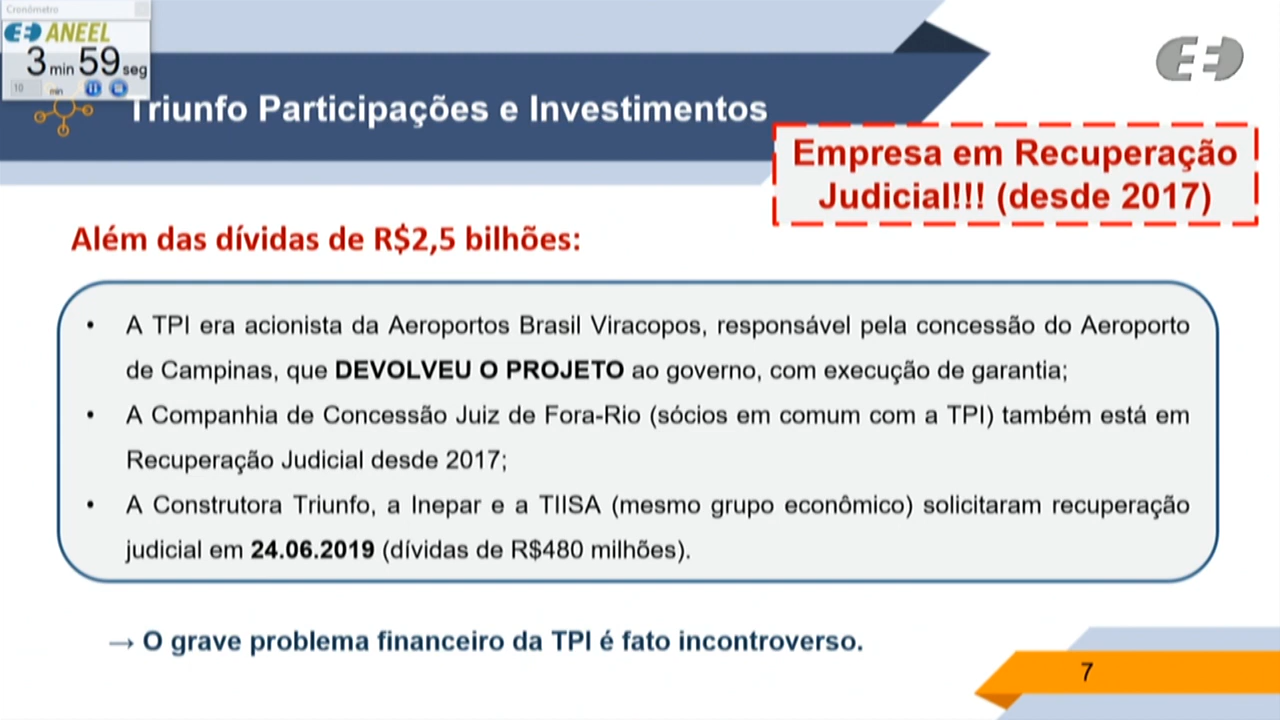 Cronômetro
ANEEL
3 min 59 seg
10 min
Triunfo Participações e Investimentos
Empresa em Recuperação
Judicial!!! (desde 2017)
Além das dívidas de R$2,5 bilhões:
• A TPI era acionista da Aeroportos Brasil Viracopos, responsável pela concessão do Aeroporto
de Campinas, que DEVOLVEU O PROJETO ao governo, com execução de garantia;
• A Companhia de Concessão Juiz de Fora-Rio (sócios em comum com a TPI) também está em
Recuperação Judicial desde 2017;
• A Construtora Triunfo, a Inepar e a TIISA (mesmo grupo econômico) solicitaram recuperação
judicial em 24.06.2019 (dívidas de R$480 milhões).
→ O grave problema financeiro da TPI é fato incontroverso.
7